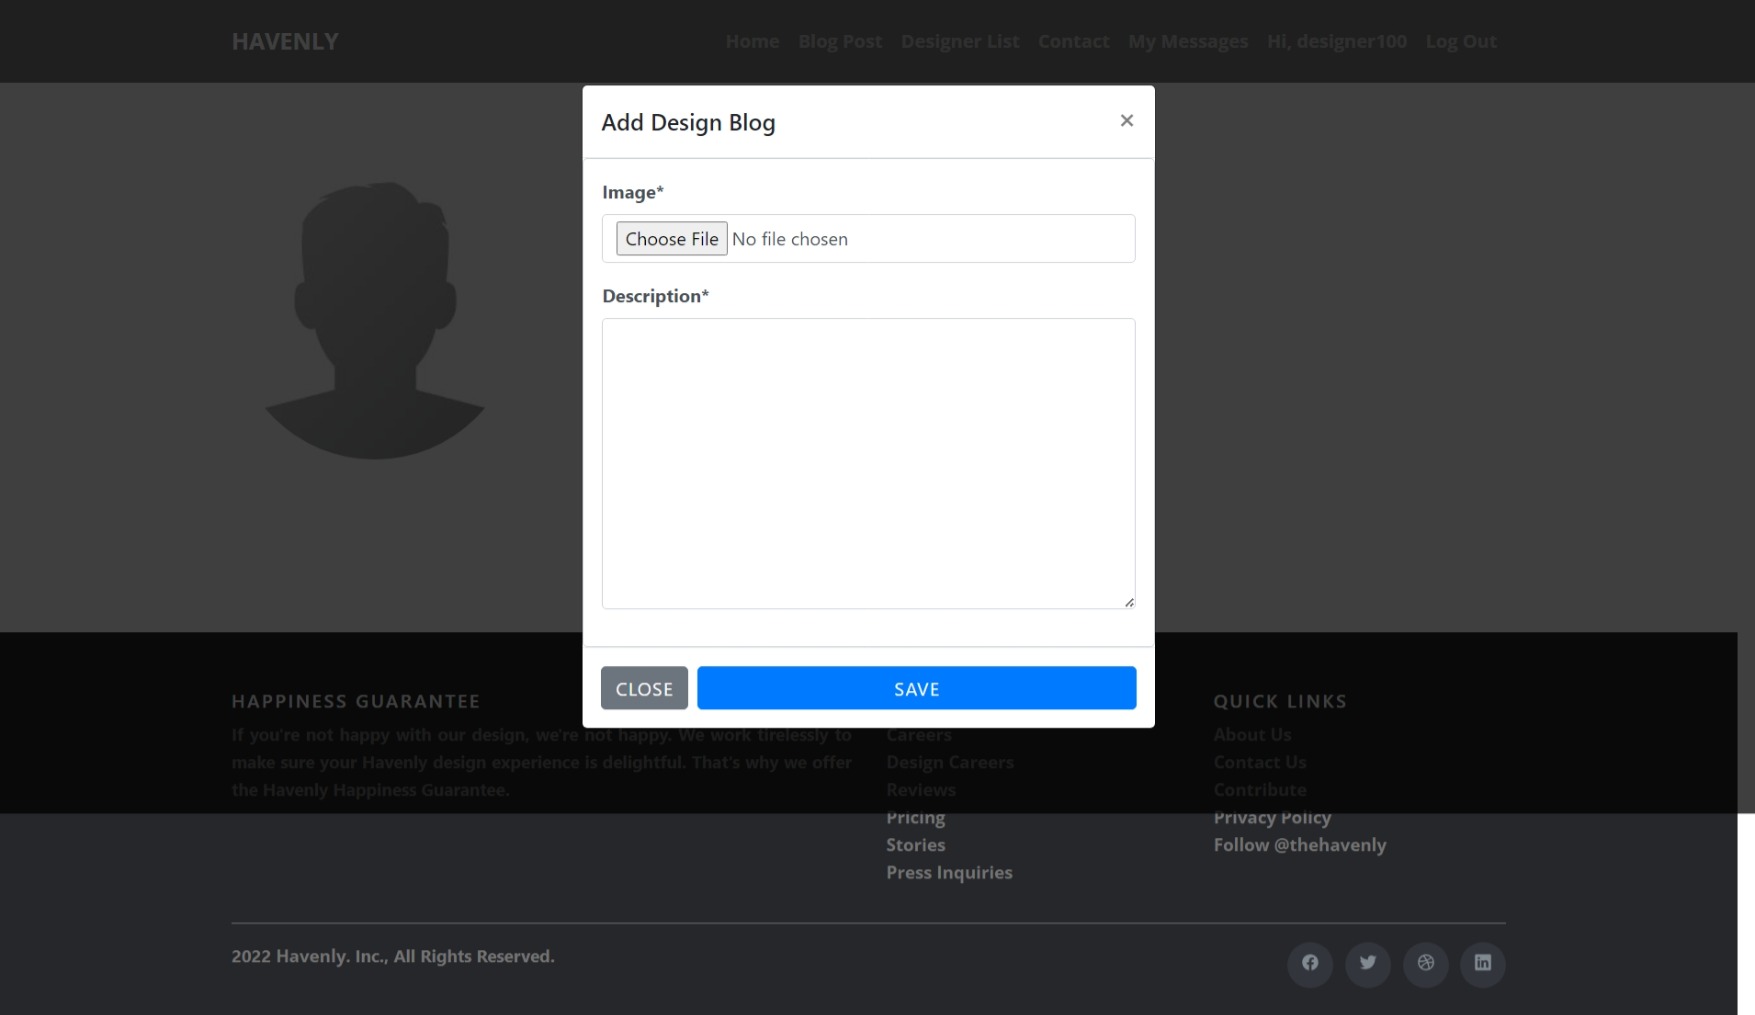 HAVENLY
Home Blog Post Designer List Contact My Messages Hi, designer100 Log Out
Add Design Blog
×
Image*
Choose File No file chosen
Description*
CLOSE SAVE
HAPPINESS GUARANTEE
If you're not happy with our design, we're not happy. We work tirelessly to
make sure your Havenly design experience is delightful. That's why we offer
the Havenly Happiness Guarantee.
Careers
Design Careers
Reviews
Pricing
Stories
Press Inquiries
QUICK LINKS
About Us
Contact Us
Contribute
Privacy Policy
Follow @thehavenly
2022 Havenly. Inc., All Rights Reserved.